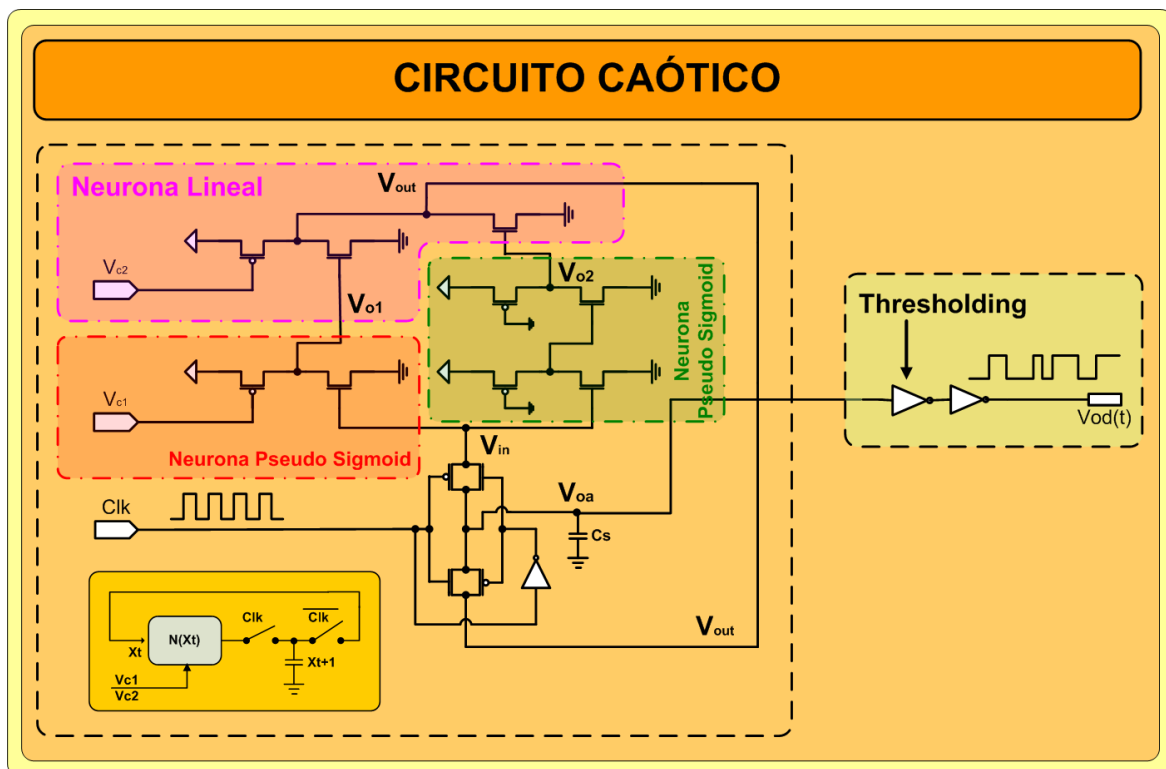 CIRCUITO CAÓTICO
Neurona Lineal
Vout
Vc2
Vo1
Vo2
Neurona
Pseudo Sigmoid
Vc1
Neurona Pseudo Sigmoid
Vin
Thresholding
Vod(t)
Clk
Voa
Cs
Vout
Clk
Clk
N(Xt)
Xt
Xt+1
Vc1
Vc2